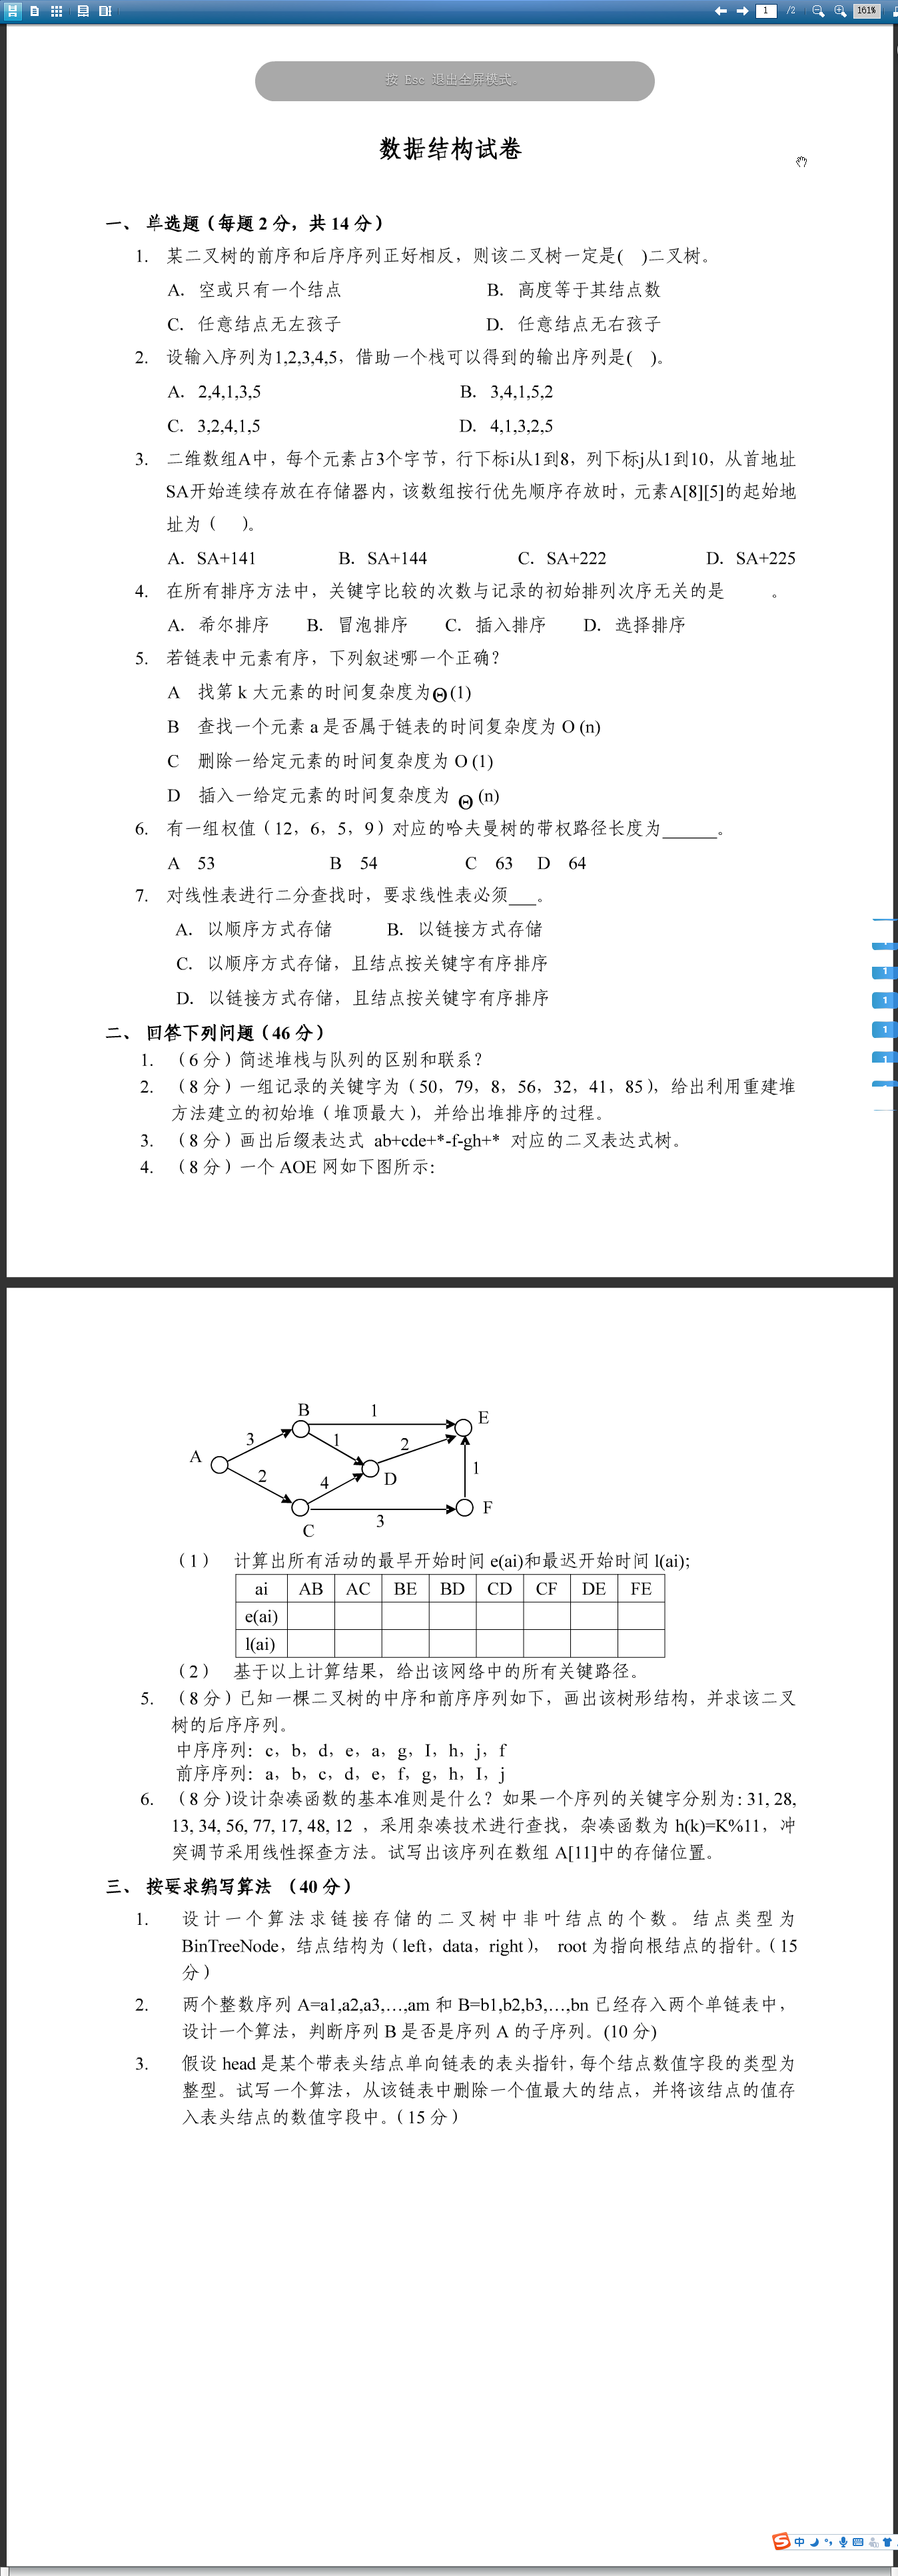 1 /2 161%
按 Esc 退出全屏模式。
数据结构试卷
一、 单选题（每题 2 分，共 14 分）
1. 某二叉树的前序和后序序列正好相反，则该二叉树一定是( )二叉树。
A. 空或只有一个结点 B. 高度等于其结点数
C. 任意结点无左孩子 D. 任意结点无右孩子
2. 设输入序列为1,2,3,4,5，借助一个栈可以得到的输出序列是( )。
A. 2,4,1,3,5 B. 3,4,1,5,2
C. 3,2,4,1,5 D. 4,1,3,2,5
3. 二维数组A中，每个元素占3个字节，行下标i从1到8，列下标j从1到10，从首地址
SA开始连续存放在存储器内，该数组按行优先顺序存放时，元素A[8][5]的起始地
址为（ ）。
A. SA+141 B. SA+144 C. SA+222 D. SA+225
4. 在所有排序方法中，关键字比较的次数与记录的初始排列次序无关的是 。
A. 希尔排序 B. 冒泡排序 C. 插入排序 D. 选择排序
5. 若链表中元素有序，下列叙述哪一个正确？
A 找第 k 大元素的时间复杂度为Θ(1)
B 查找一个元素 a 是否属于链表的时间复杂度为 O (n)
C 删除一给定元素的时间复杂度为 O (1)
D 插入一给定元素的时间复杂度为 Θ (n)
6. 有一组权值（12，6，5，9）对应的哈夫曼树的带权路径长度为______。
A 53 B 54 C 63 D 64
7. 对线性表进行二分查找时，要求线性表必须___。
A. 以顺序方式存储 B. 以链接方式存储
C. 以顺序方式存储，且结点按关键字有序排序
D. 以链接方式存储，且结点按关键字有序排序
二、 回答下列问题（46 分）
1. （6 分）简述堆栈与队列的区别和联系？
2. （8 分）一组记录的关键字为（50，79，8，56，32，41，85），给出利用重建堆
方法建立的初始堆（堆顶最大），并给出堆排序的过程。
3. （8 分）画出后缀表达式 ab+cde+*-f-gh+* 对应的二叉表达式树。
4. （8 分）一个 AOE 网如下图所示：
B 1 E
3 1 2
A D 1
2 4
C 3 F
（1） 计算出所有活动的最早开始时间 e(ai)和最迟开始时间 l(ai);
ai AB AC BE BD CD CF DE FE
e(ai)
l(ai)
（2） 基于以上计算结果，给出该网络中的所有关键路径。
5. （8 分）已知一棵二叉树的中序和前序序列如下，画出该树形结构，并求该二叉
树的后序序列。
中序序列：c，b，d，e，a，g，I，h，j，f
前序序列：a，b，c，d，e，f，g，h，I，j
6. （8 分)设计杂凑函数的基本准则是什么？如果一个序列的关键字分别为: 31, 28,
13, 34, 56, 77, 17, 48, 12 ，采用杂凑技术进行查找，杂凑函数为 h(k)=K%11，冲
突调节采用线性探查方法。试写出该序列在数组 A[11]中的存储位置。
三、 按要求编写算法 （40 分）
1. 设计一个算法求链接存储的二叉树中非叶结点的个数。结点类型为
BinTreeNode，结点结构为（left，data，right）， root 为指向根结点的指针。（15
分）
2. 两个整数序列 A=a1,a2,a3,…,am 和 B=b1,b2,b3,…,bn 已经存入两个单链表中，
设计一个算法，判断序列 B 是否是序列 A 的子序列。(10 分)
3. 假设 head 是某个带表头结点单向链表的表头指针，每个结点数值字段的类型为
整型。试写一个算法，从该链表中删除一个值最大的结点，并将该结点的值存
入表头结点的数值字段中。（15 分）
中